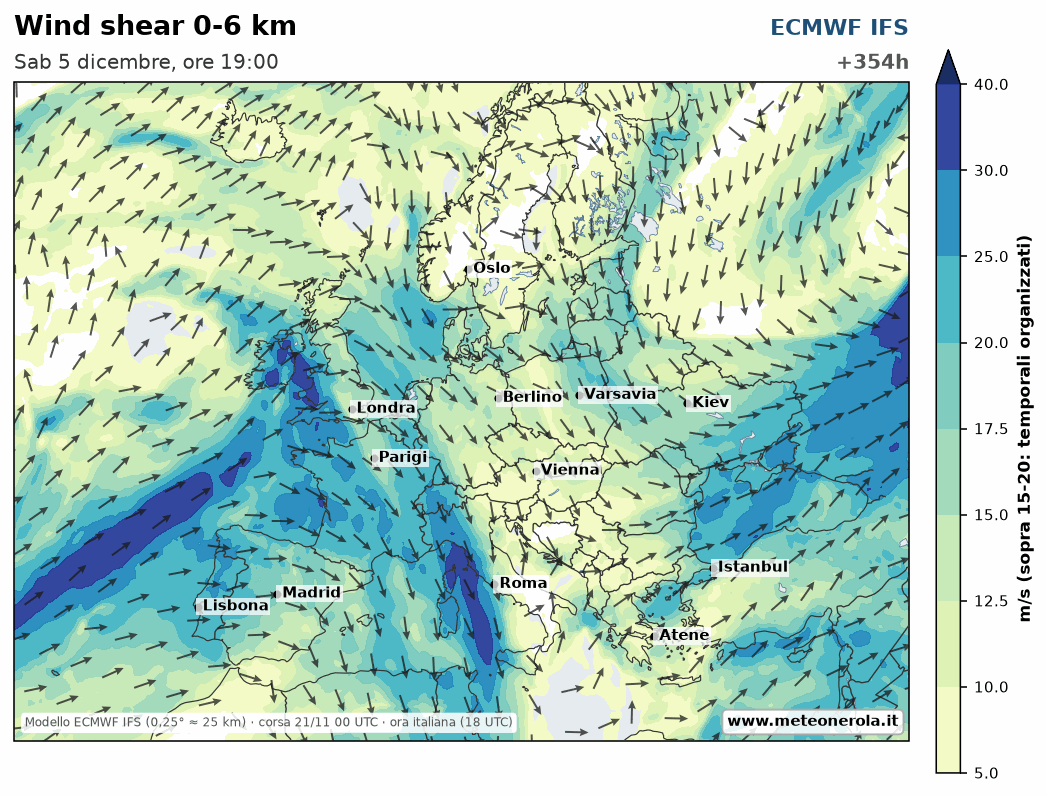 Wind shear 0-6 km
ECMWF IFS
Sab 5 dicembre, ore 19:00
+354h
Oslo
Berlino
Varsavia
Kiev
Londra
Parigi
Vienna
Istanbul
Roma
Madrid
Lisbona
Atene
Modello ECMWF IFS (0,25° ≈ 25 km) · corsa 21/11 00 UTC · ora italiana (18 UTC)
www.meteonerola.it
40.0
30.0
25.0
20.0
17.5
15.0
12.5
10.0
5.0
m/s (sopra 15-20: temporali organizzati)